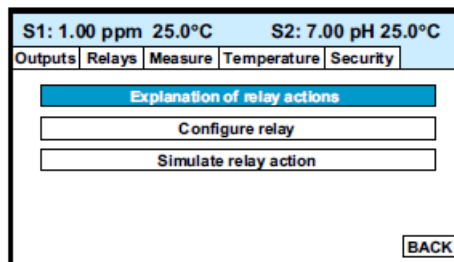 S1: 1.00 ppm 25.0°C S2: 7.00 pH 25.0°C
Outputs Relays Measure Temperature Security
Explanation of relay actions
Configure relay
Simulate relay action
BACK